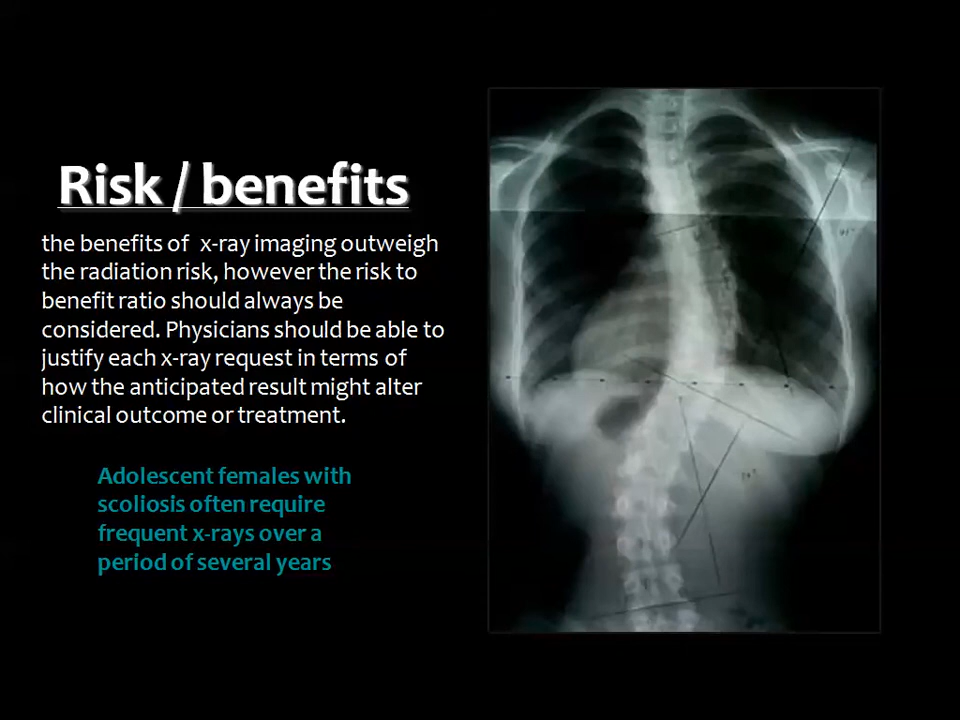 Risk / benefits
the benefits of  x-ray imaging outweigh
the radiation risk, however the risk to
benefit ratio should always be
considered. Physicians should be able to
justify each x-ray request in terms of
how the anticipated result might alter
clinical outcome or treatment.
Adolescent females with
scoliosis often require
frequent x-rays over a
period of several years